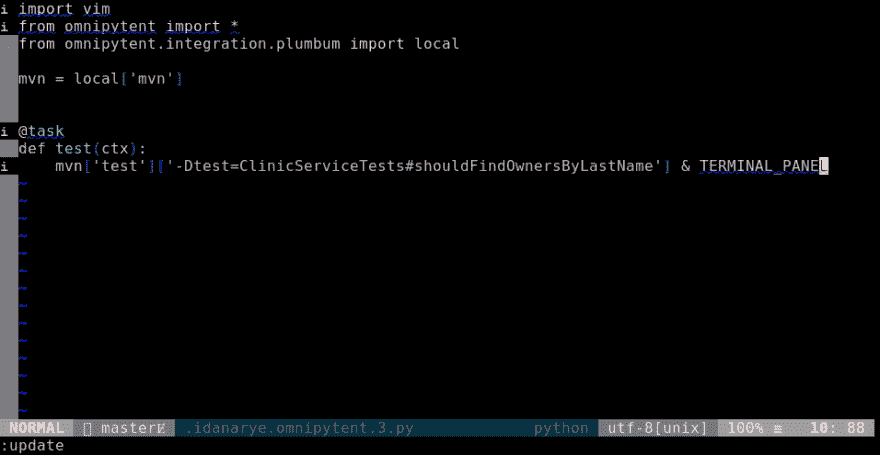 i import vim
i from omnipytent import *
from omnipytent.integration.plumbum import local
mvn = local['mvn']
i @task
def test(ctx):
i mvn['test']['-Dtest=ClinicServiceTests#shouldFindOwnersByLastName'] & TERMINAL_PANEL
~
~
~
~
~
~
~
~
~
~
~
~
~
~
NORMAL master .idanarye.omnipytent.3.py python utf-8[unix] 100% ≡ 10: 88
:update